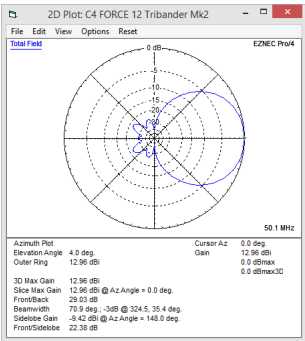 2D Plot: C4 FORCE 12 Tribander Mk2
File Edit View Options Reset
Total Field
0 dB
EZNEC Pro/4
-5
-10
-15
-20
50.1 MHz
Azimuth Plot
Cursor Az 0.0 deg.
Elevation Angle 4.0 deg.
Gain 12.96 dBi
Outer Ring 12.96 dBi
0.0 dBmax
0.0 dBmax3D
3D Max Gain 12.96 dBi
Slice Max Gain 12.96 dBi @ Az Angle = 0.0 deg.
Front/Back 29.03 dB
Beamwidth 70.9 deg.; -3dB @ 324.5, 35.4 deg.
Sidelobe Gain -9.42 dBi @ Az Angle = 148.0 deg.
Front/Sidelobe 22.38 dB